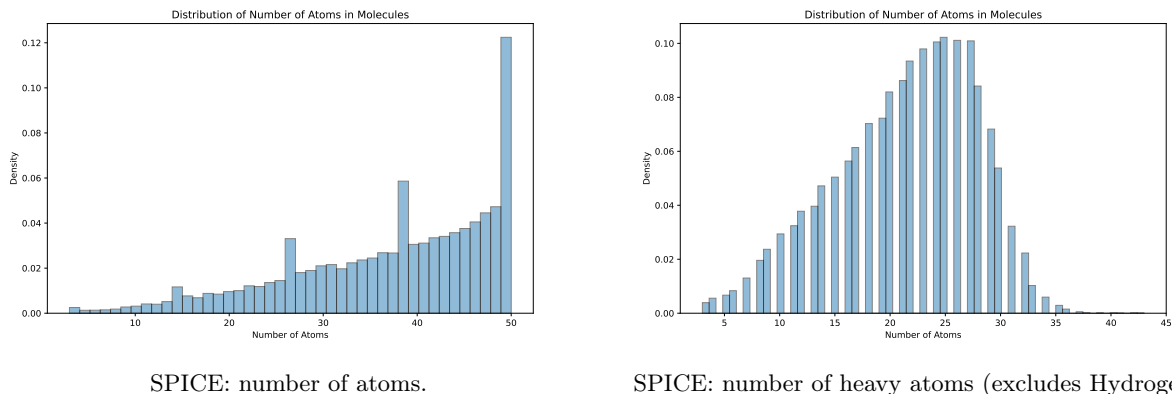 Distribution of Number of Atoms in Molecules
0.12
0.10
0.08
0.06
0.04
0.02
0.00
Density
10 20 30 40 50
Number of Atoms
SPICE: number of atoms.
Distribution of Number of Atoms in Molecules
0.10
0.08
0.06
0.04
0.02
0.00
Density
5 10 15 20 25 30 35 40 45
Number of Atoms
SPICE: number of heavy atoms (excludes Hydroge